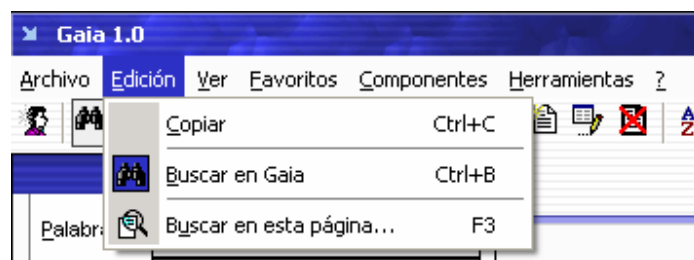 Gaia 1.0
Archivo Edición Ver Favoritos Componentes Herramientas ?
Copiar Ctrl+C
Buscar en Gaia Ctrl+B
Buscar en esta página... F3